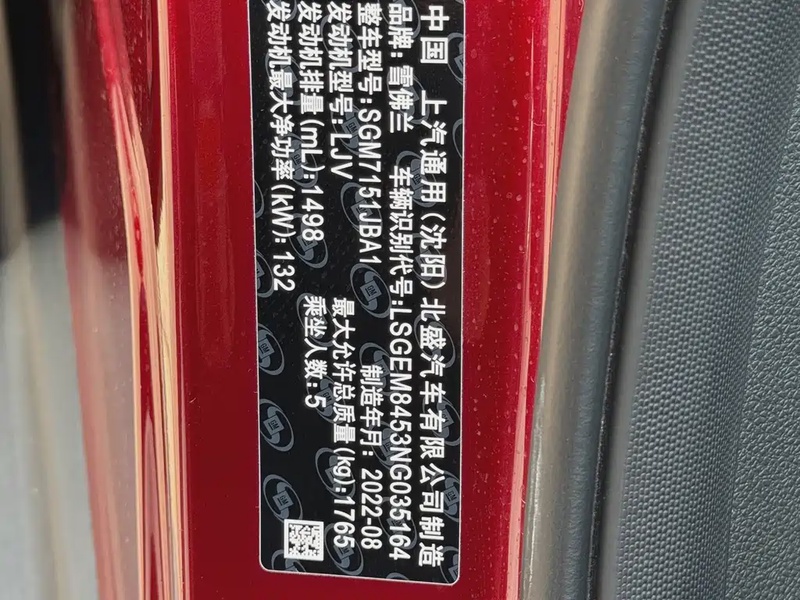 中国 上汽通用(沈阳)北盛汽车有限公司制造
品牌:雪佛兰 车辆识别代号:LSGEM8453NG035164
整车型号:SGM7151JBA1 制造年月: 2022-08
发动机型号:LJV 最大允许总质量(kg):1765
发动机排量(mL):1498 乘坐人数:5
发动机最大净功率(kW): 132